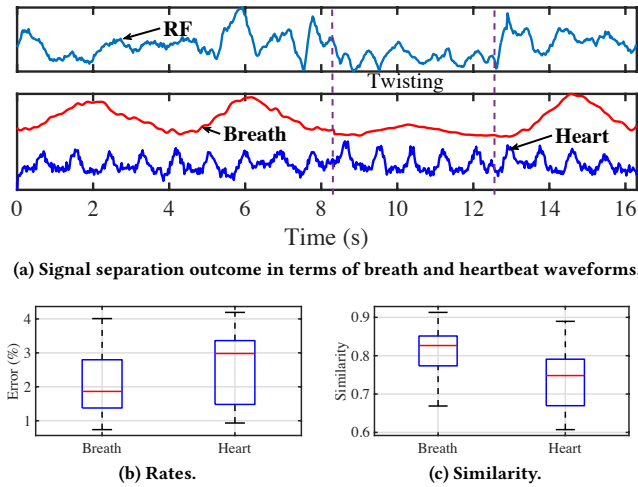 RF
Twisting
Breath
Heart
0 2 4 6 8 10 12 14 16
Time (s)
(a) Signal separation outcome in terms of breath and heartbeat waveforms.
4
3
2
1
Error (%)
Breath Heart
(b) Rates.
0.9
0.8
0.7
0.6
Similarity
Breath Heart
(c) Similarity.